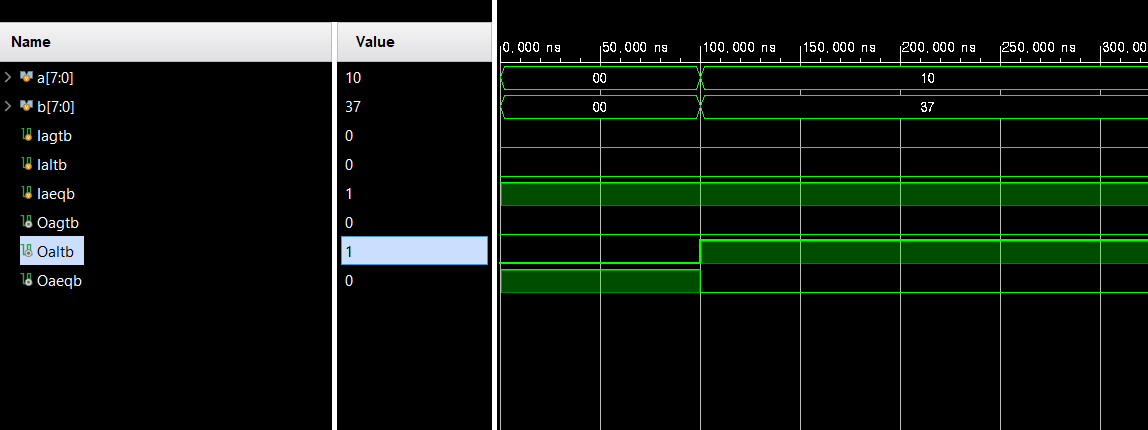 Name Value
0.000 ns 50.000 ns 100.000 ns 150.000 ns 200.000 ns 250.000 ns 300.00
a[7:0] 10 00 10
b[7:0] 37 00 37
Iagtb 0
Ialtb 0
Iaeqb 1
Oagtb 0
Oaltb 1
Oaeqb 0